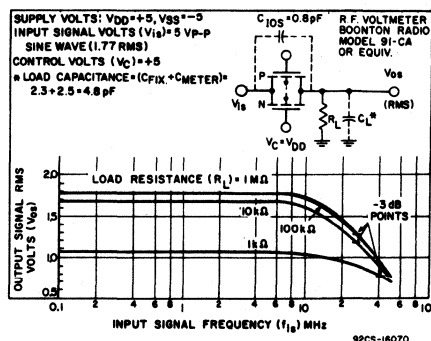 SUPPLY VOLTS: VDD=+5, VSS=-5
INPUT SIGNAL VOLTS (Vis)= 5 VP-P
SINE WAVE (1.77 RMS)
CONTROL VOLTS (VC)=+5
* LOAD CAPACITANCE=(CFIX.+CMETER)=
2.3+2.5=4.8 pF
CIOS=0.8pF
R.F. VOLTMETER
BOONTON RADIO
MODEL 91-CA
OR EQUIV.
P
N
Vis
Vos
(RMS)
RL
CL*
VC=VDD
OUTPUT SIGNAL RMS
VOLTS (Vos)
2.0
1.5
1.0
0.5
LOAD RESISTANCE (RL)= 1MΩ
10kΩ
100kΩ
1kΩ
-3dB
POINTS
0.1 2 4 6 8 1 2 4 6 8 10 2 4 6 8 100
INPUT SIGNAL FREQUENCY (fis) MHz
92CS-16070